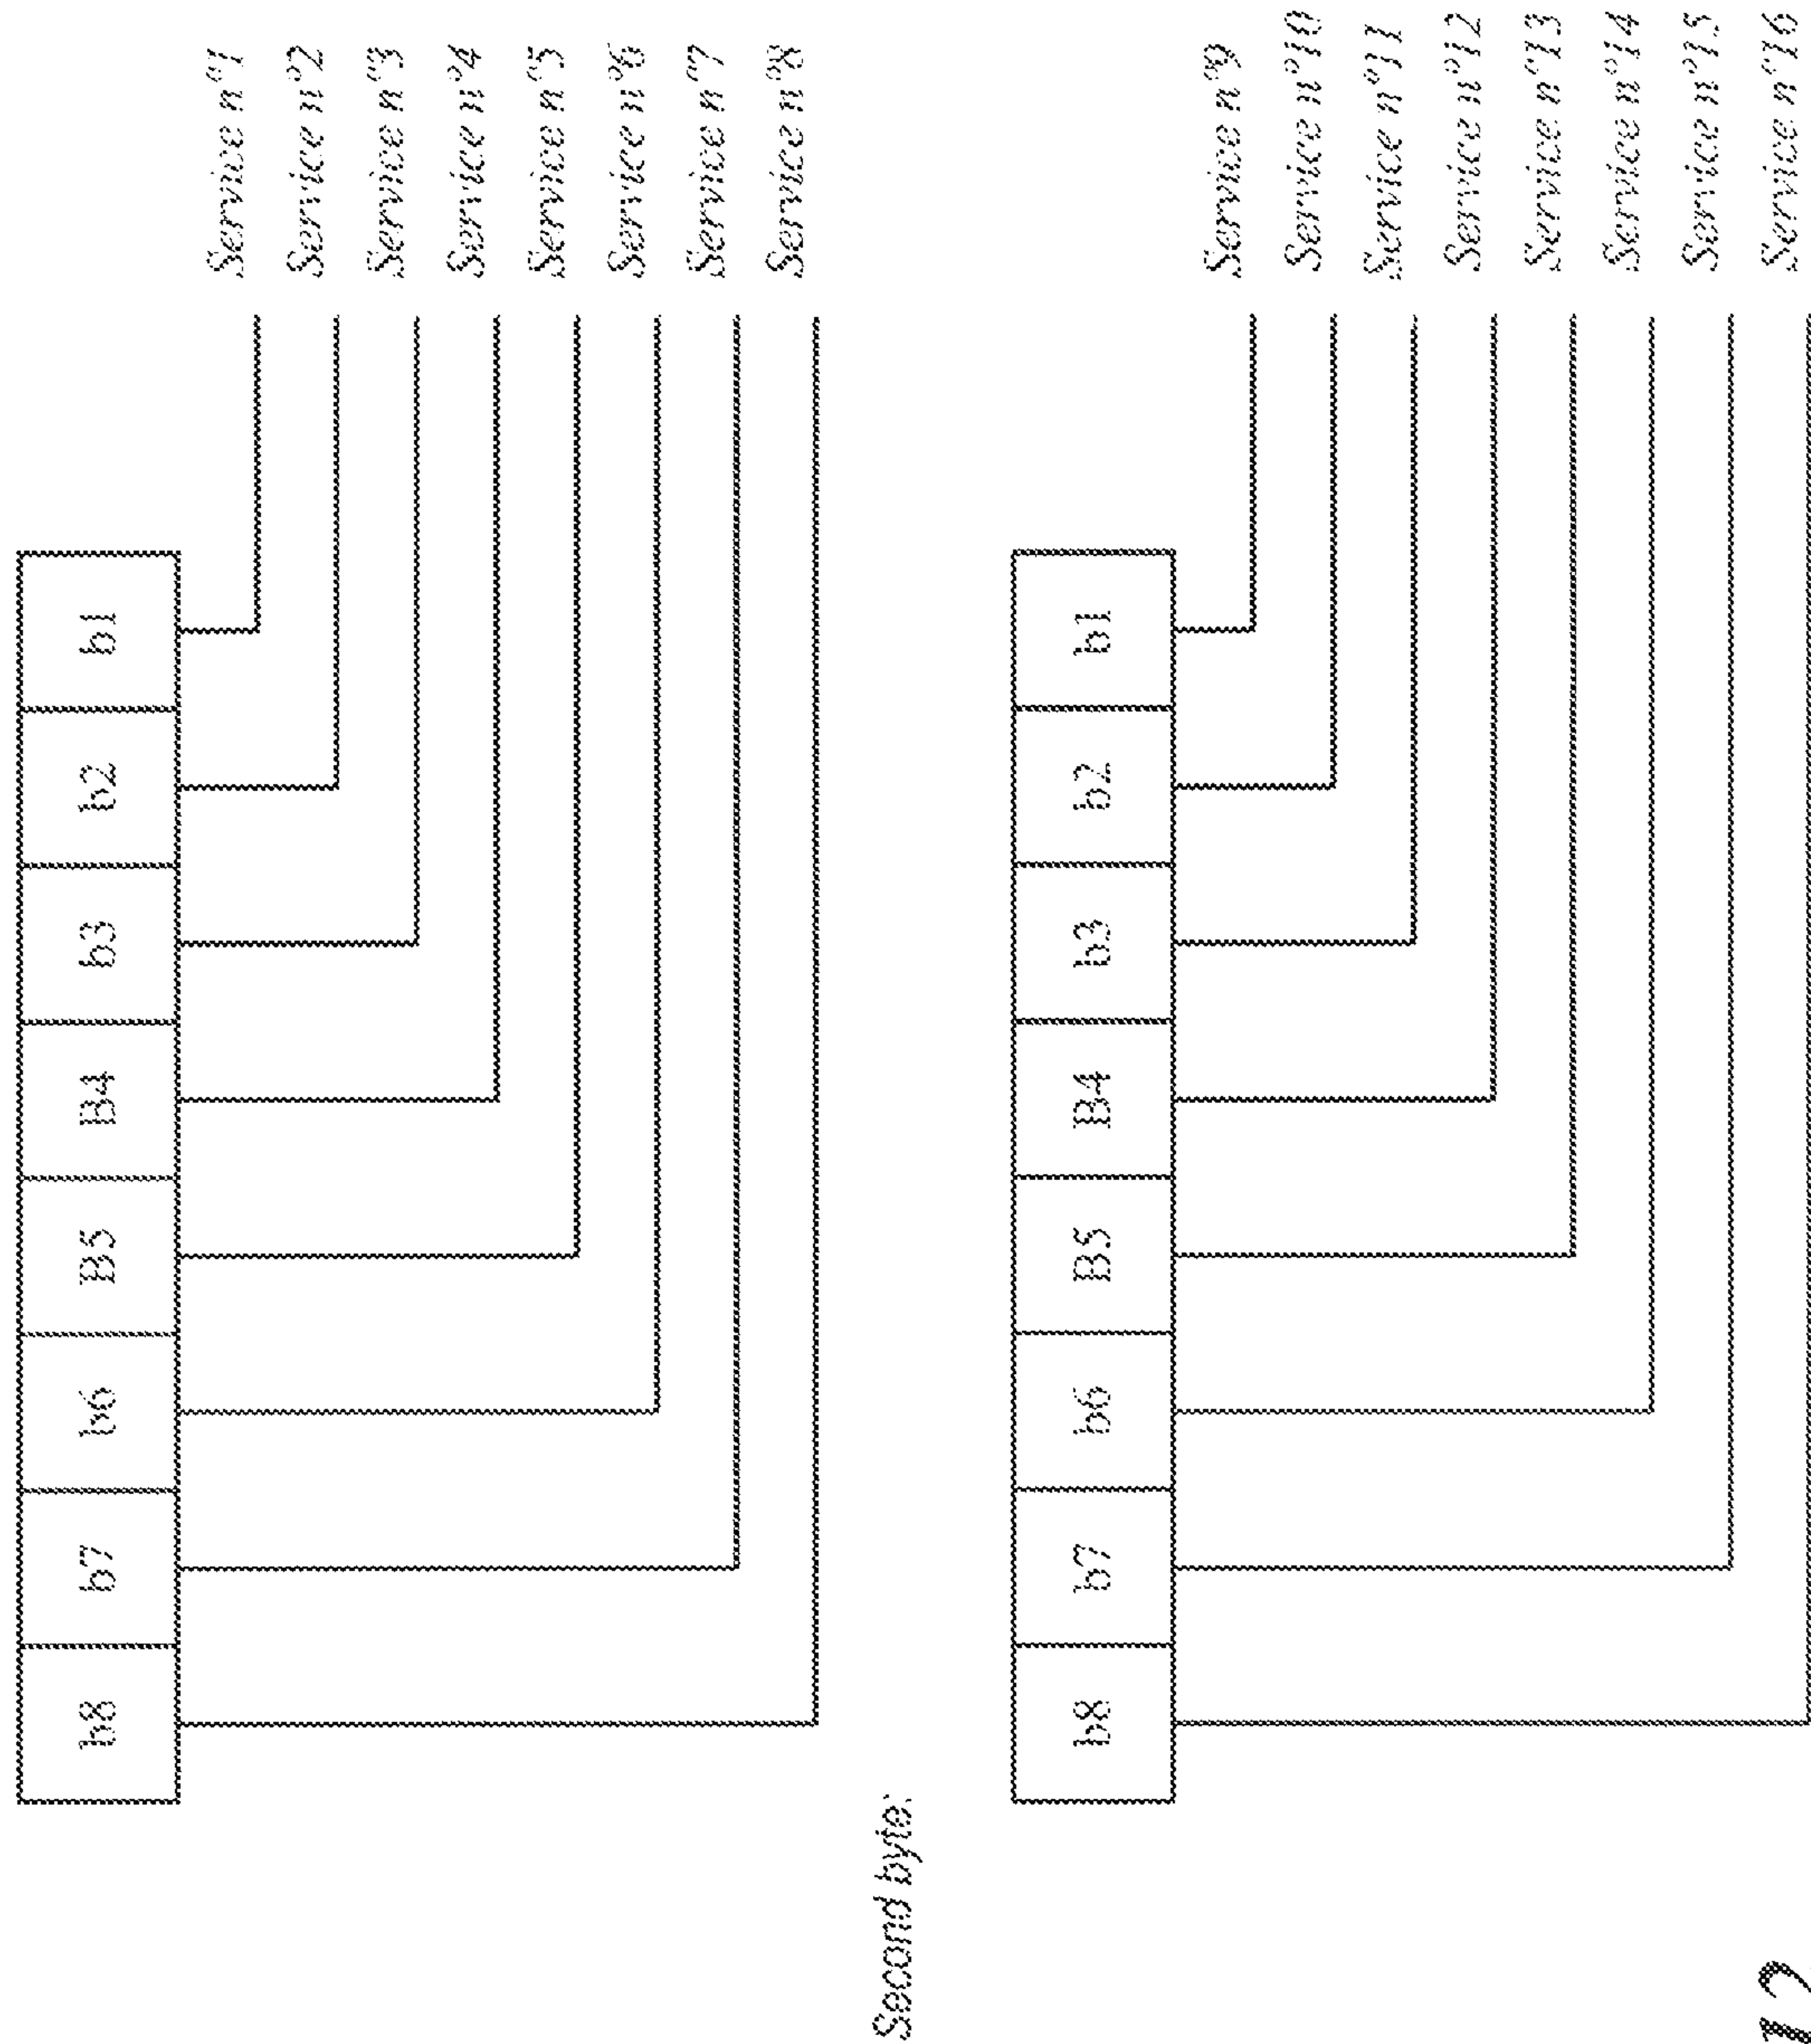 b8 b7 b6 B5 B4 b3 b2 b1
Service n°1
Service n°2
Service n°3
Service n°4
Service n°5
Service n°6
Service n°7
Service n°8
Second byte:
b8 b7 b6 B5 B4 b3 b2 b1
Service n°9
Service n°10
Service n°11
Service n°12
Service n°13
Service n°14
Service n°15
Service n°16
12